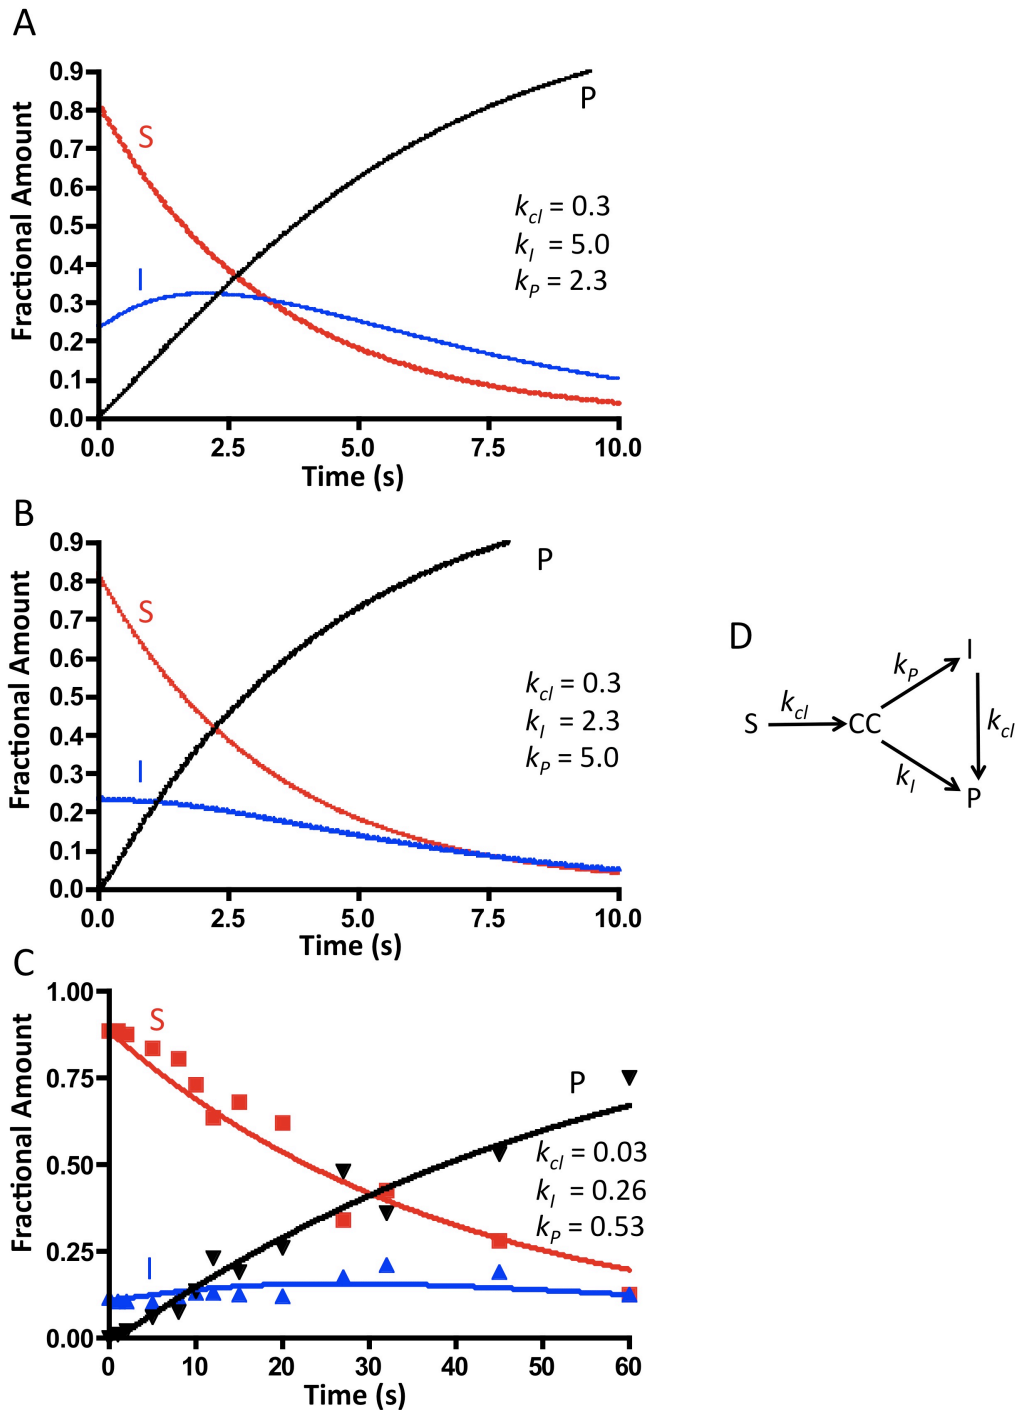 A
Fractional Amount
0.9
0.8
0.7
0.6
0.5
0.4
0.3
0.2
0.1
0.0
S
I
P
kcl = 0.3
kI = 5.0
kP = 2.3
0.0 2.5 5.0 7.5 10.0
Time (s)
B
Fractional Amount
0.9
0.8
0.7
0.6
0.5
0.4
0.3
0.2
0.1
0.0
S
I
P
kcl = 0.3
kI = 2.3
kP = 5.0
0.0 2.5 5.0 7.5 10.0
Time (s)
C
Fractional Amount
1.00
0.75
0.50
0.25
0.00
S
I
P
kcl = 0.03
kI = 0.26
kP = 0.53
0 10 20 30 40 50 60
Time (s)
D
S
kcl
CC
kP
I
kI
kcl
P